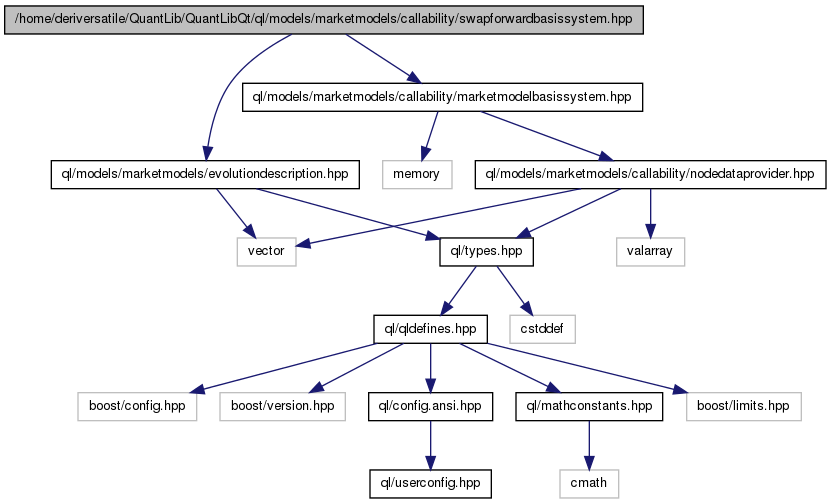 /home/deriversatile/QuantLib/QuantLibQt/ql/models/marketmodels/callability/swapforwardbasissystem.hpp
ql/models/marketmodels/callability/marketmodelbasissystem.hpp
ql/models/marketmodels/evolutiondescription.hpp
memory
ql/models/marketmodels/callability/nodedataprovider.hpp
vector
ql/types.hpp
valarray
ql/qldefines.hpp
cstddef
boost/config.hpp
boost/version.hpp
ql/config.ansi.hpp
ql/mathconstants.hpp
boost/limits.hpp
ql/userconfig.hpp
cmath